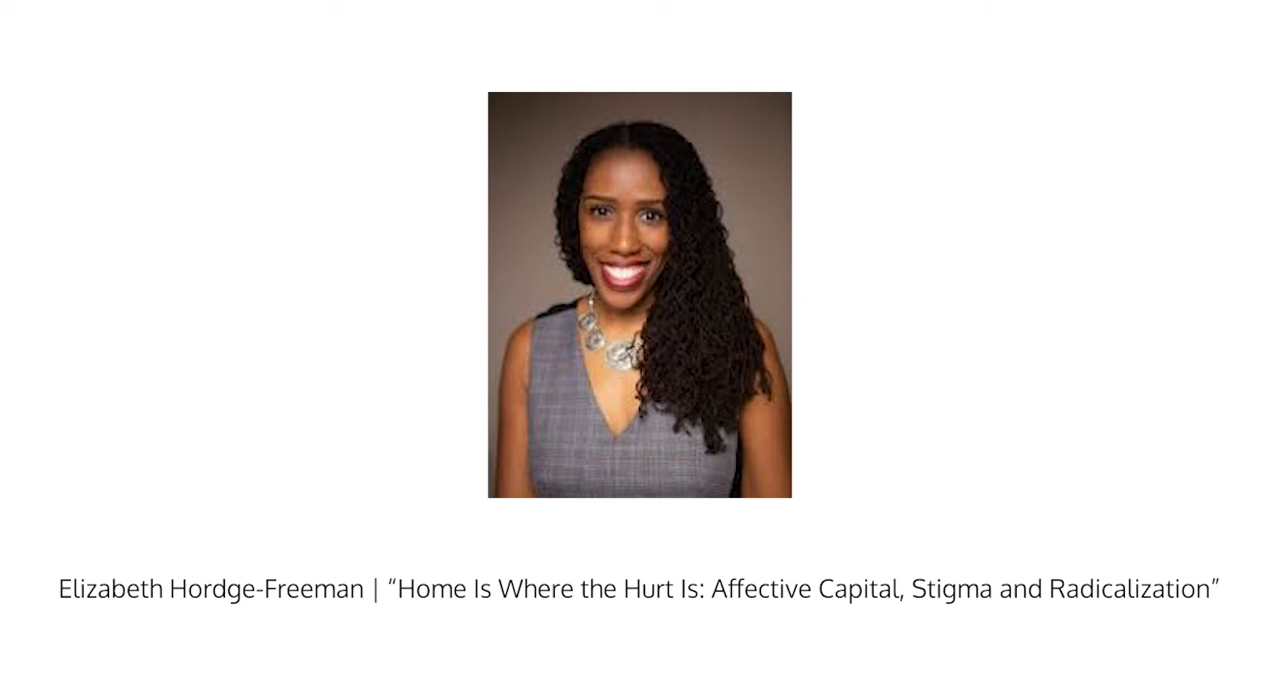 Elizabeth Hordge-Freeman | “Home Is Where the Hurt Is: Affective Capital, Stigma and Radicalization”